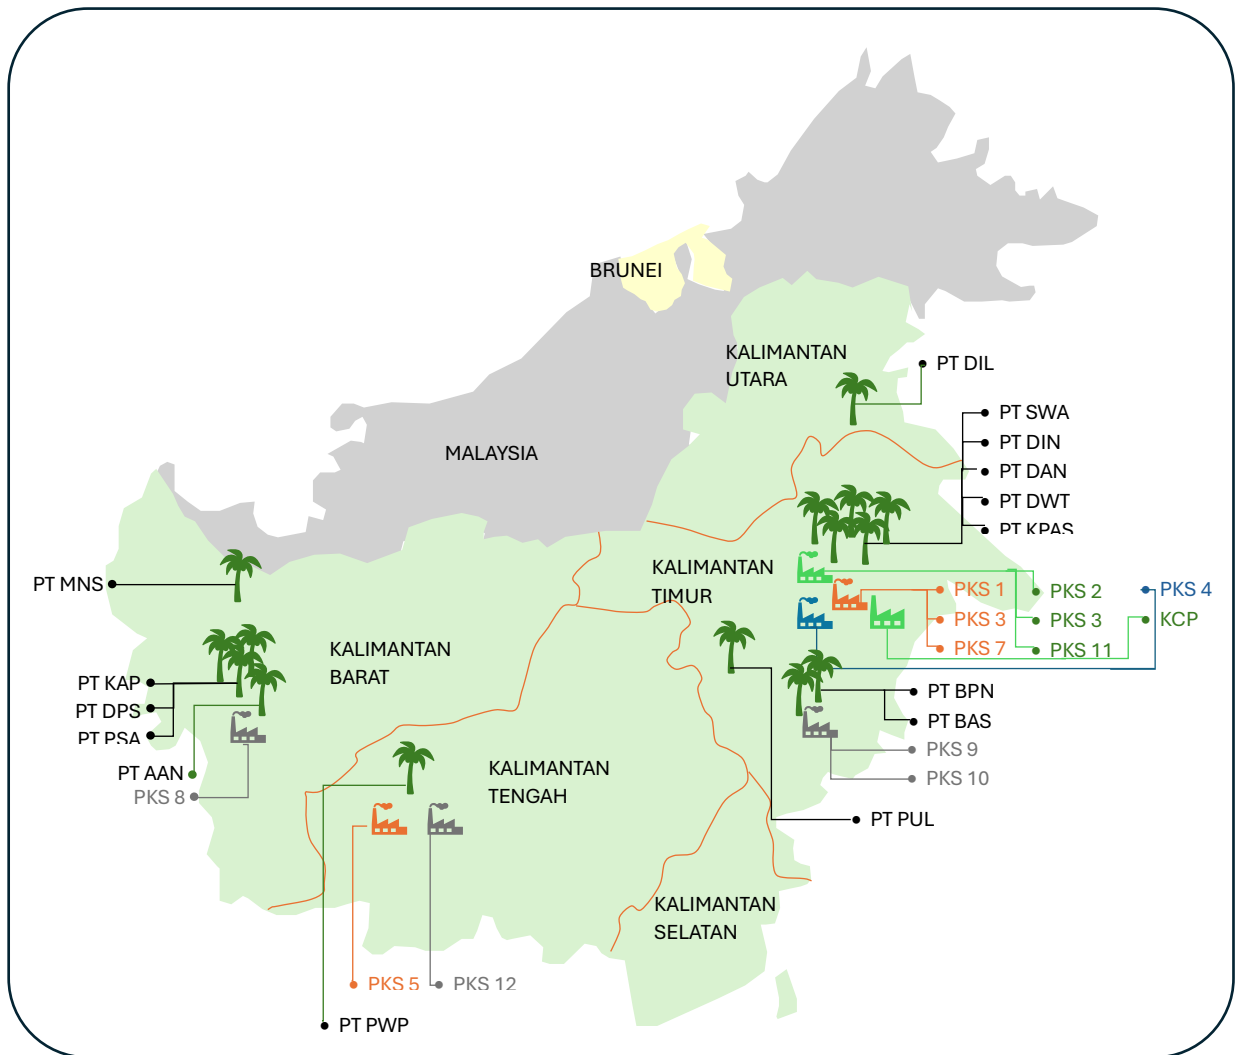 BRUNEI
KALIMANTAN
UTARA
PT DIL
PT SWA
PT DIN
PT DAN
PT DWT
PT KPAS
MALAYSIA
KALIMANTAN
TIMUR
PT MNS
PKS 1
PKS 2
PKS 4
PKS 3
PKS 3
KCP
PKS 7
PKS 11
KALIMANTAN
BARAT
PT KAP
PT DPS
PT PSA
PT BPN
PT BAS
PKS 9
PKS 10
PT AAN
PKS 8
KALIMANTAN
TENGAH
PT PUL
KALIMANTAN
SELATAN
PKS 5
PKS 12
PT PWP